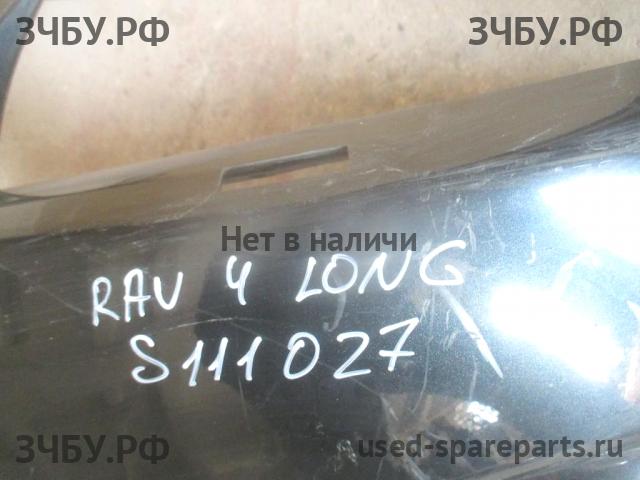 ЗЧБУ.РФ ЗЧБУ.РФ
Нет в наличи
RAV 4 LONG
S111027
ЗЧБУ.РФ used-spareparts.ru